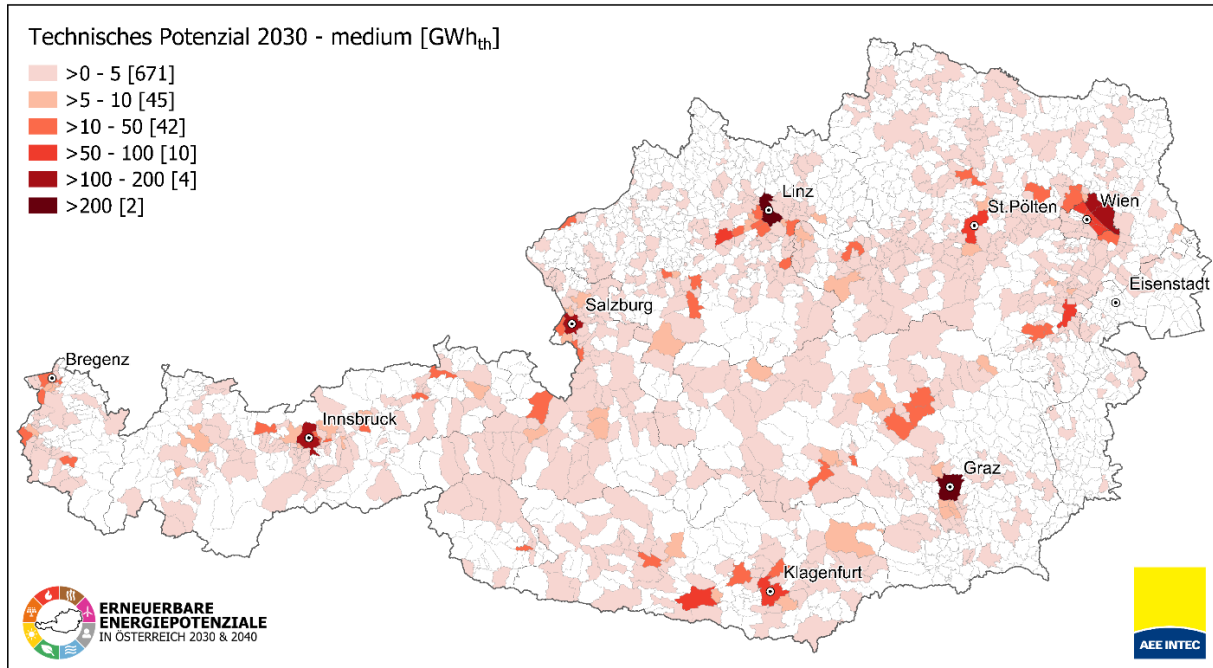 Technisches Potenzial 2030 - medium [GWhth]
>0 - 5 [671]
>5 - 10 [45]
>10 - 50 [42]
>50 - 100 [10]
>100 - 200 [4]
>200 [2]
Linz
St.Pölten
Wien
Eisenstadt
Salzburg
Bregenz
Innsbruck
Graz
Klagenfurt
ERNEUERBARE
ENERGIEPOTENZIALE
IN ÖSTERREICH 2030 & 2040
AEE INTEC